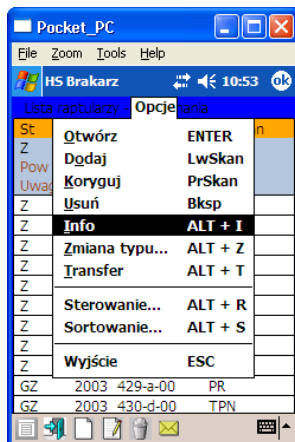 Pocket_PC
File Zoom Tools Help
HS Brakarz 10:53 ok
Lista raptularzy Opcje ania
St n
Otwórz ENTER
Z
Dodaj LwSkan
Pow
Koryguj PrSkan
Uwag
Usuń Bksp
Z
Info ALT + I
Z
Zmiana typu... ALT + Z
Z
Transfer ALT + T
Z
Z
Sterowanie... ALT + R
Z
Sortowanie... ALT + S
Z
Z
Wyjście ESC
Z
GZ 2003 429-a-00 PR
GZ 2003 430-d-00 TPN